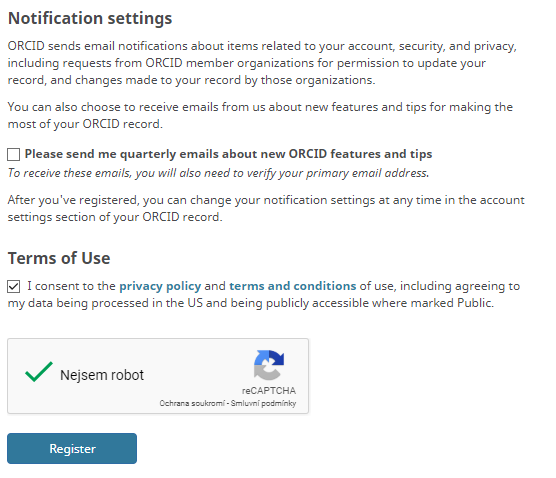 Notification settings
ORCID sends email notifications about items related to your account, security, and privacy,
including requests from ORCID member organizations for permission to update your
record, and changes made to your record by those organizations.
You can also choose to receive emails from us about new features and tips for making the
most of your ORCID record.
Please send me quarterly emails about new ORCID features and tips
To receive these emails, you will also need to verify your primary email address.
After you've registered, you can change your notification settings at any time in the account
settings section of your ORCID record.
Terms of Use
I consent to the privacy policy and terms and conditions of use, including agreeing to
my data being processed in the US and being publicly accessible where marked Public.
Nejsem robot
reCAPTCHA
Ochrana soukromí - Smluvní podmínky
Register